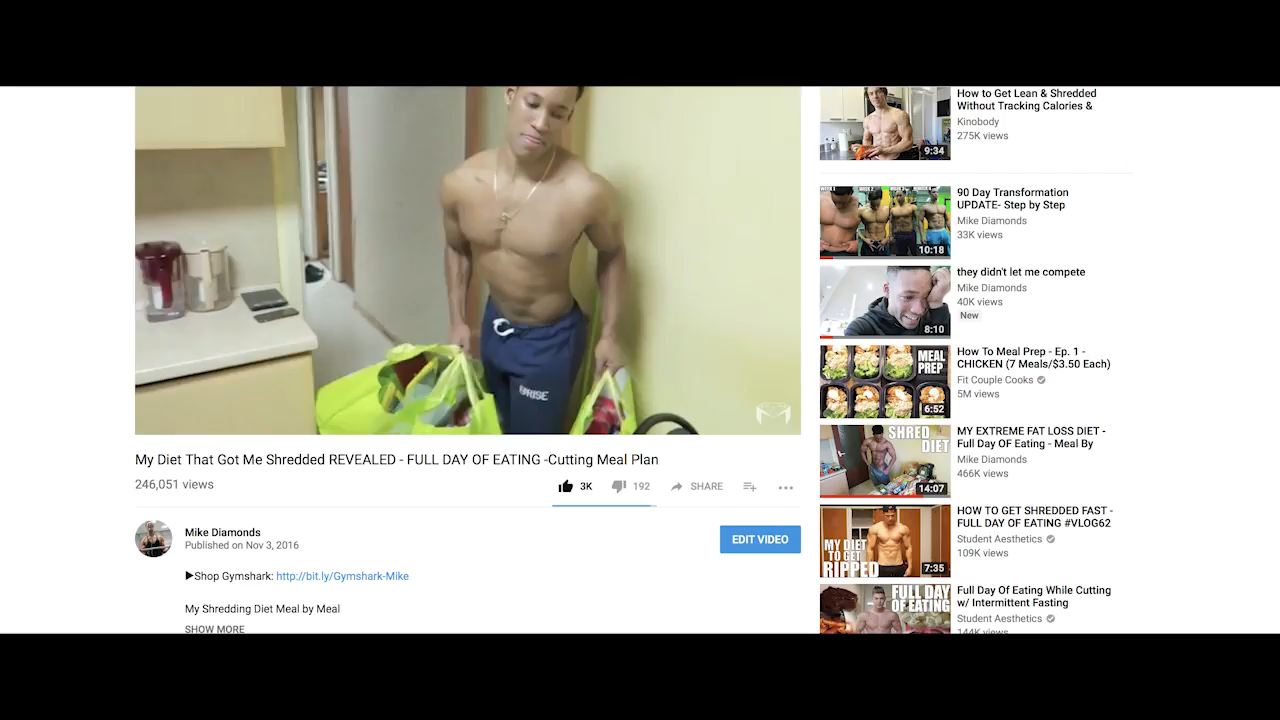 BRISE
My Diet That Got Me Shredded REVEALED - FULL DAY OF EATING -Cutting Meal Plan
246,051 views
3K
192
SHARE
Mike Diamonds
Published on Nov 3, 2016
EDIT VIDEO
▶Shop Gymshark: http://bit.ly/Gymshark-Mike
My Shredding Diet Meal by Meal
SHOW MORE
9:34
How to Get Lean & Shredded
Without Tracking Calories &
Kinobody
275K views
10:18
90 Day Transformation
UPDATE- Step by Step
Mike Diamonds
33K views
8:10
they didn't let me compete
Mike Diamonds
40K views
New
MEAL
PREP
6:52
How To Meal Prep - Ep. 1 -
CHICKEN (7 Meals/$3.50 Each)
Fit Couple Cooks
5M views
SHRED
DIET
14:07
MY EXTREME FAT LOSS DIET -
Full Day OF Eating - Meal By
Mike Diamonds
466K views
MY DIET
TO GET
RIPPED
7:35
HOW TO GET SHREDDED FAST -
FULL DAY OF EATING #VLOG62
Student Aesthetics
109K views
FULL DAY
OF EATING
Full Day Of Eating While Cutting
w/ Intermittent Fasting
Student Aesthetics
144K views